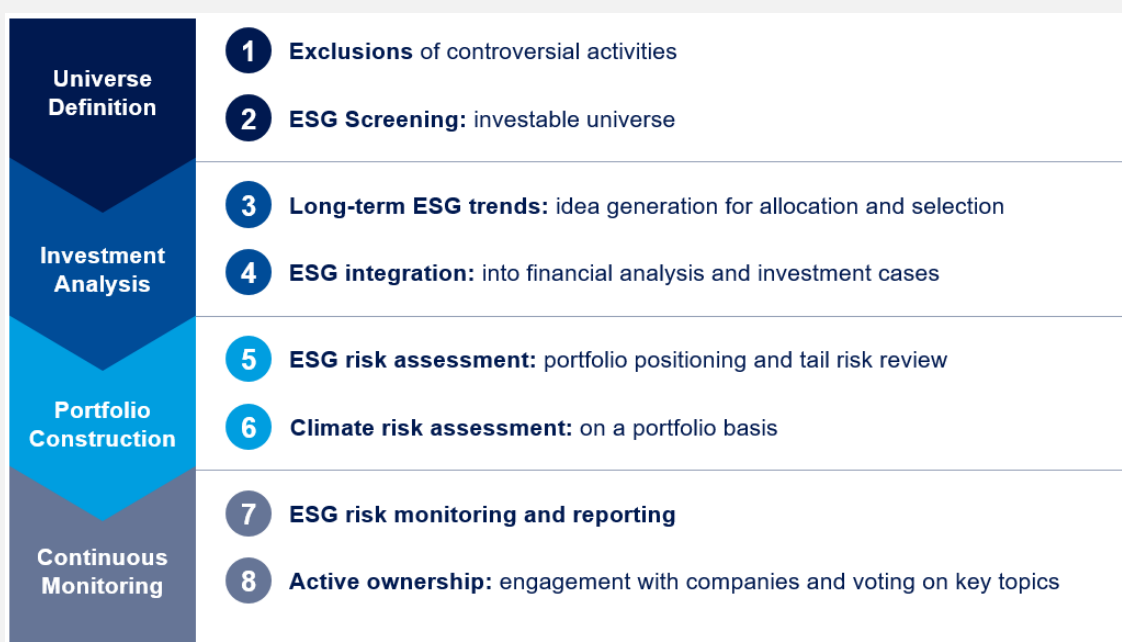 Universe
Definition
1 Exclusions of controversial activities
2 ESG Screening: investable universe
Investment
Analysis
3 Long-term ESG trends: idea generation for allocation and selection
4 ESG integration: into financial analysis and investment cases
Portfolio
Construction
5 ESG risk assessment: portfolio positioning and tail risk review
6 Climate risk assessment: on a portfolio basis
Continuous
Monitoring
7 ESG risk monitoring and reporting
8 Active ownership: engagement with companies and voting on key topics